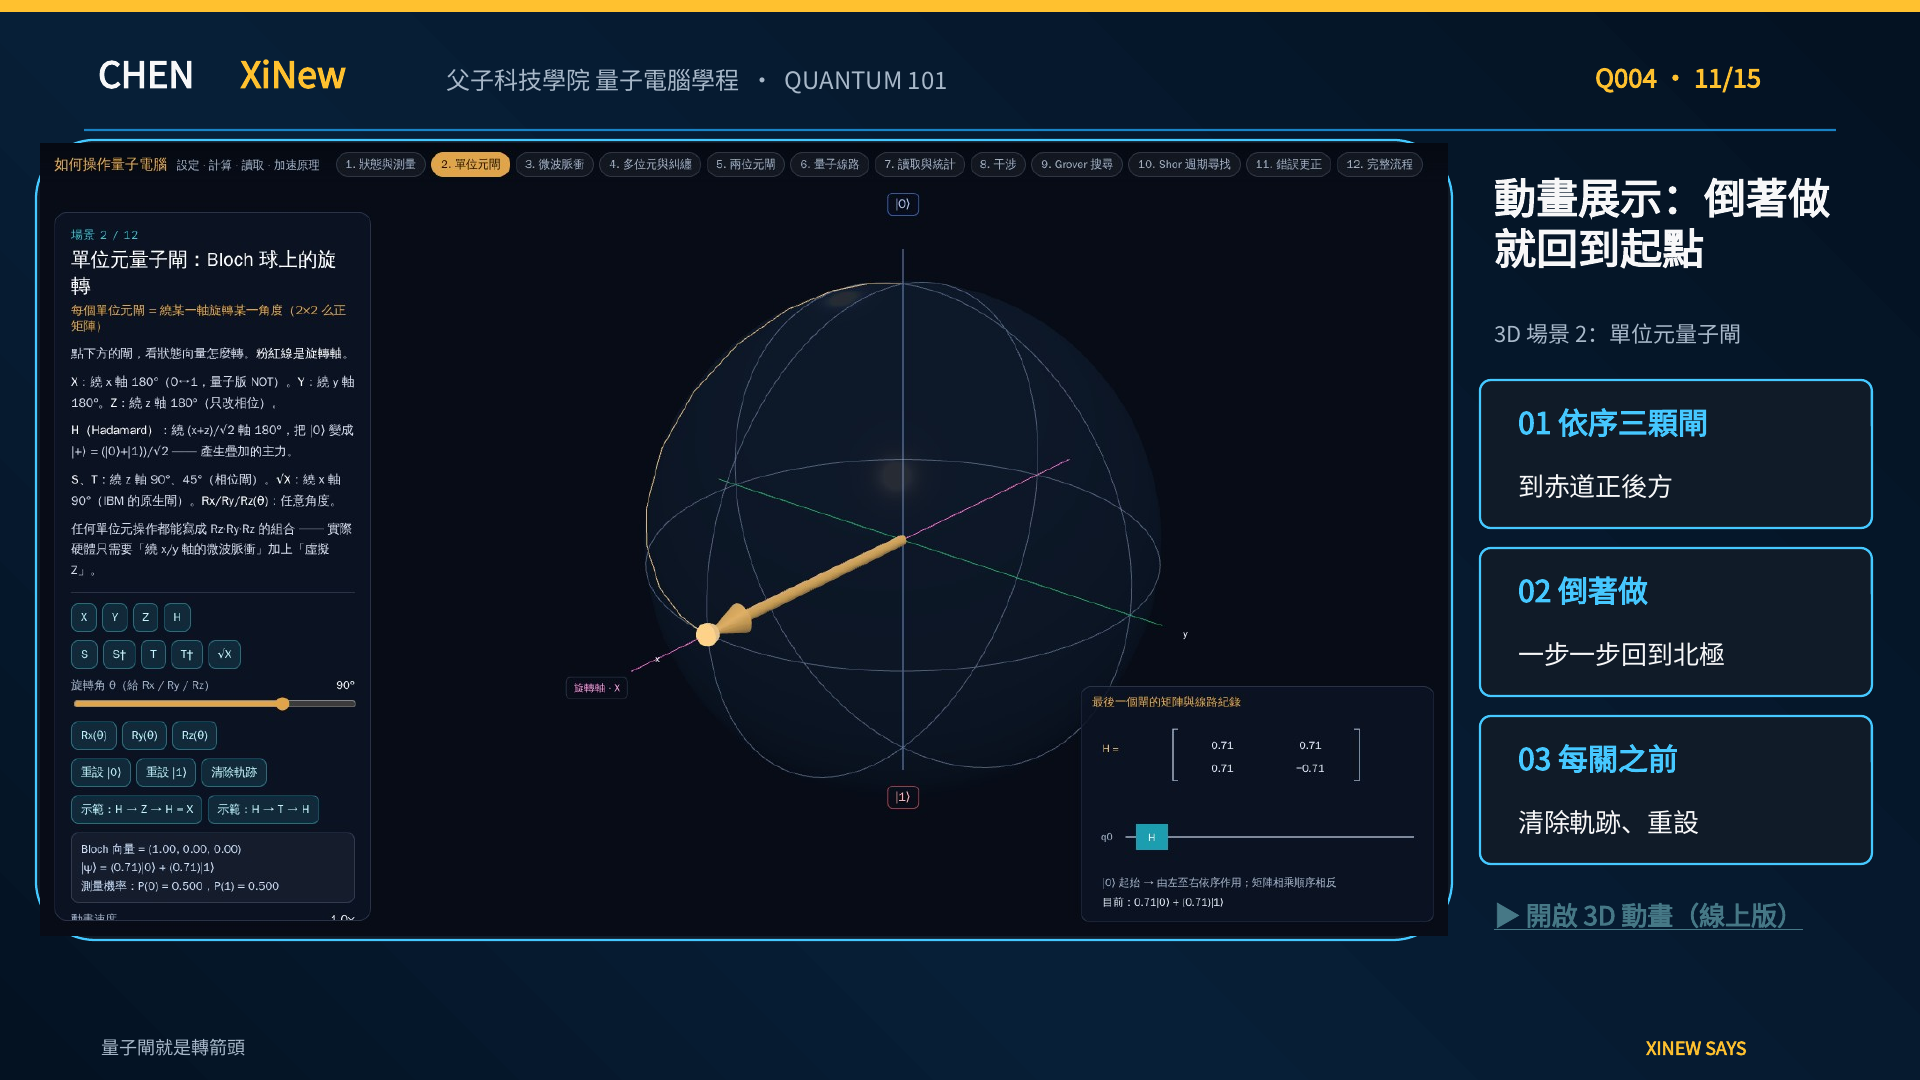 CHEN XiNew
父子科技學院 量子電腦學程 • QUANTUM 101
Q004 • 11/15
如何操作量子電腦 設定 · 計算 · 讀取 · 加速原理
1. 狀態與測量
2. 單位元閘
3. 微波脈衝
4. 多位元與糾纏
5. 兩位元閘
6. 量子線路
7. 讀取與統計
8. 干涉
9. Grover 搜尋
10. Shor 週期尋找
11. 錯誤更正
12. 完整流程
場景 2 / 12
單位元量子閘：Bloch 球上的旋
轉
每個單位元閘 = 繞某一軸旋轉某一角度（2×2 么正
矩陣）
點下方的閘，看狀態向量怎麼轉。粉紅線是旋轉軸。
X：繞 x 軸 180°（0↔1，量子版 NOT）。Y：繞 y 軸
180°。Z：繞 z 軸 180°（只改相位）。
H（Hadamard）：繞 (x+z)/√2 軸 180°，把 |0⟩ 變成
|+⟩ = (|0⟩+|1⟩)/√2 —— 產生疊加的主力。
S、T：繞 z 軸 90°、45°（相位閘）。√X：繞 x 軸
90°（IBM 的原生閘）。Rx/Ry/Rz(θ)：任意角度。
任何單位元操作都能寫成 Rz·Ry·Rz 的組合 —— 實際
硬體只需要「繞 x/y 軸的微波脈衝」加上「虛擬
Z」。
X Y Z H
S S† T T† √X
旋轉角 θ（給 Rx / Ry / Rz） 90°
Rx(θ) Ry(θ) Rz(θ)
重設 |0⟩ 重設 |1⟩ 清除軌跡
示範：H → Z → H = X 示範：H → T → H
Bloch 向量 = (1.00, 0.00, 0.00)
|ψ⟩ = (0.71)|0⟩ + (0.71)|1⟩
測量機率：P(0) = 0.500，P(1) = 0.500
動畫速度 1.0×
|0⟩
x
y
旋轉軸 · X
|1⟩
最後一個閘的矩陣與線路紀錄
H =
0.71 0.71
0.71 −0.71
q0 H
|0⟩ 起始 → 由左至右依序作用；矩陣相乘順序相反
目前：0.71|0⟩ + (0.71)|1⟩
動畫展示：倒著做
就回到起點
3D 場景 2：單位元量子閘
01 依序三顆閘
到赤道正後方
02 倒著做
一步一步回到北極
03 每關之前
清除軌跡、重設
▶ 開啟 3D 動畫（線上版）
量子閘就是轉箭頭
XINEW SAYS